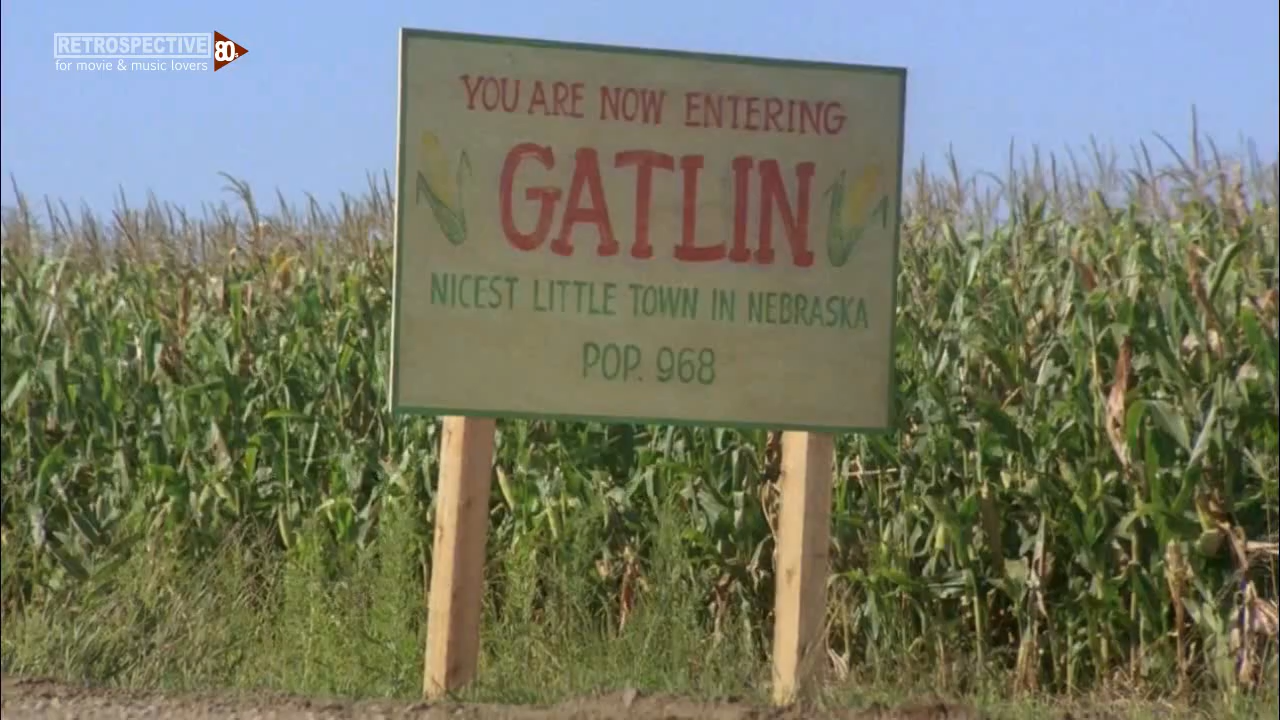 RETROSPECTIVE 80s
for movie & music lovers
YOU ARE NOW ENTERING
GATLIN
NICEST LITTLE TOWN IN NEBRASKA
POP. 968